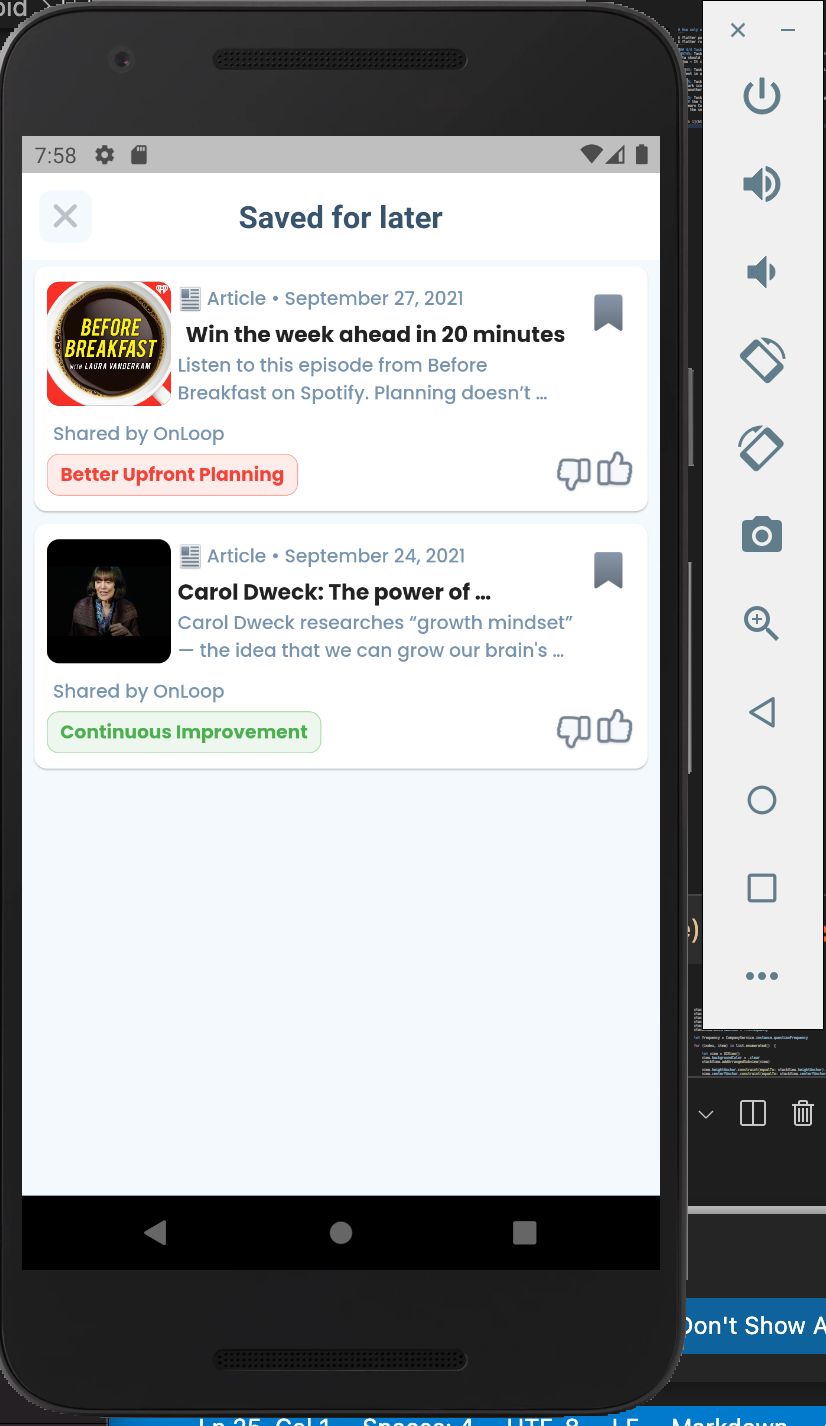 7:58
Saved for later
BEFORE
BREAKFAST
WITH LAURA VANDERKAM
Article • September 27, 2021
Win the week ahead in 20 minutes
Listen to this episode from Before
Breakfast on Spotify. Planning doesn’t ...
Shared by OnLoop
Better Upfront Planning
Article • September 24, 2021
Carol Dweck: The power of ...
Carol Dweck researches “growth mindset”
— the idea that we can grow our brain's ...
Shared by OnLoop
Continuous Improvement
Don't Show A
Ln 25, Col 1 Spaces: 4 UTF-8 LF Markdown